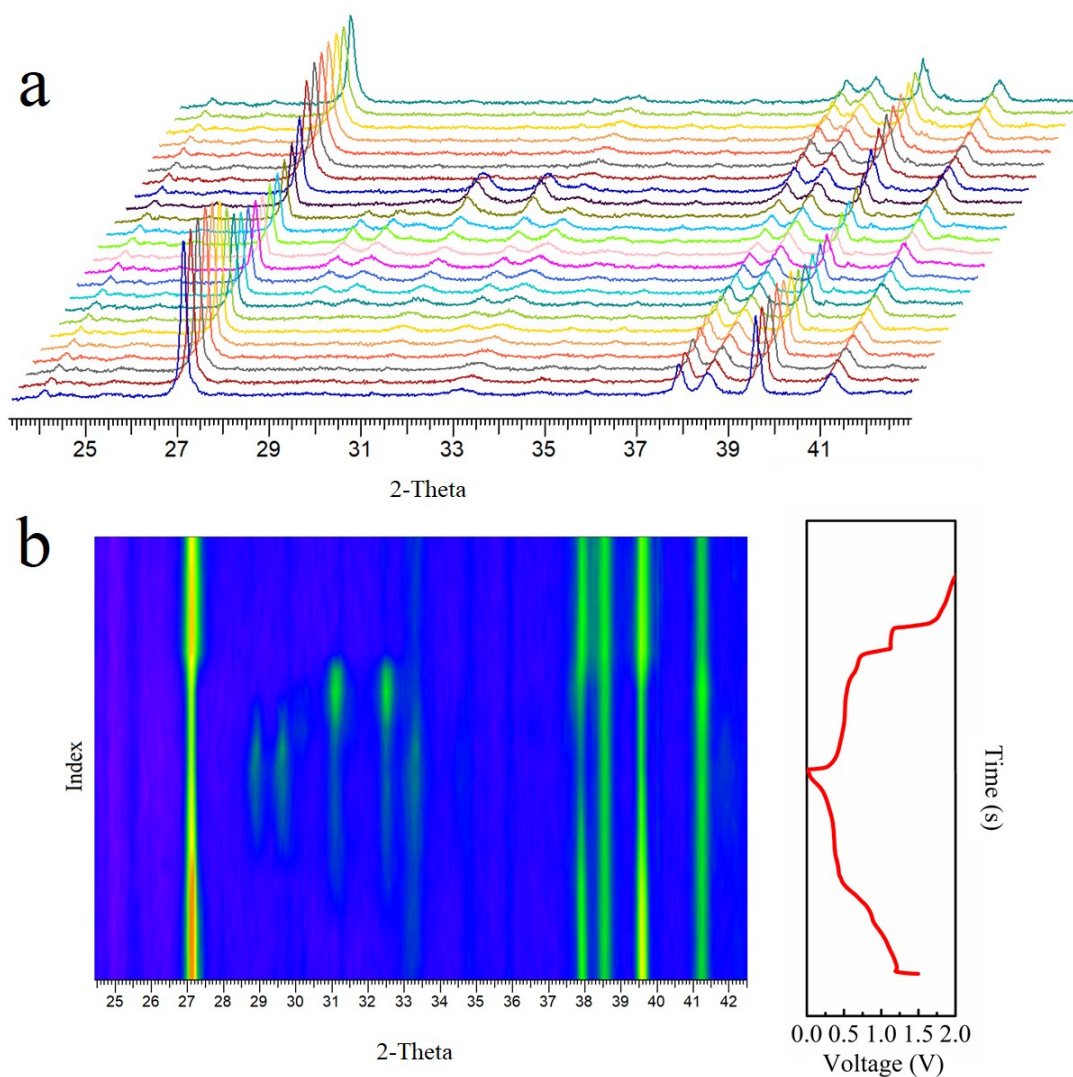 a
25 27 29 31 33 35 37 39 41
2-Theta
b
Index
25 26 27 28 29 30 31 32 33 34 35 36 37 38 39 40 41 42
2-Theta
Time (s)
0.0 0.5 1.0 1.5 2.0
Voltage (V)